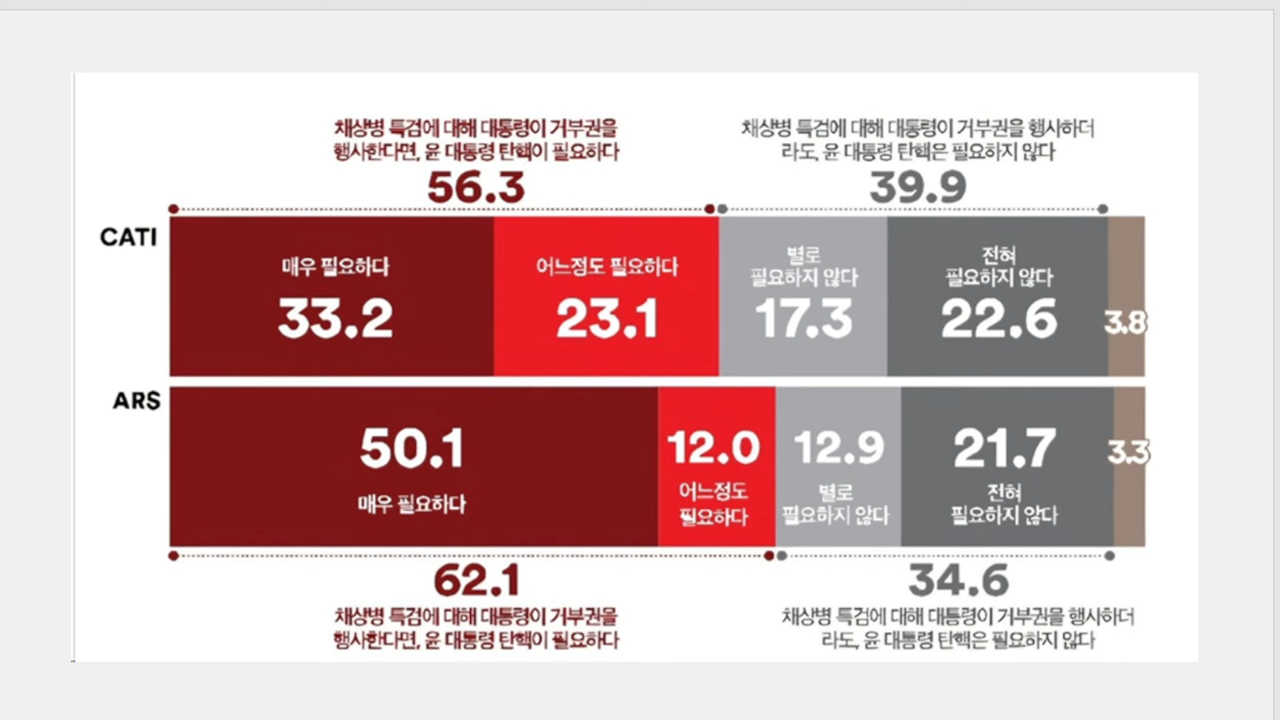 채상병 특검에 대해 대통령이 거부권을
행사한다면, 윤 대통령 탄핵이 필요하다
56.3
채상병 특검에 대해 대통령이 거부권을 행사하더
라도, 윤 대통령 탄핵은 필요하지 않다
39.9
CATI
매우 필요하다
33.2
어느정도 필요하다
23.1
별로
필요하지 않다
17.3
전혀
필요하지 않다
22.6
3.8
ARS
50.1
매우 필요하다
12.0
어느정도
필요하다
12.9
별로
필요하지 않다
21.7
전혀
필요하지 않다
3.3
62.1
채상병 특검에 대해 대통령이 거부권을
행사한다면, 윤 대통령 탄핵이 필요하다
34.6
채상병 특검에 대해 대통령이 거부권을 행사하더
라도, 윤 대통령 탄핵은 필요하지 않다